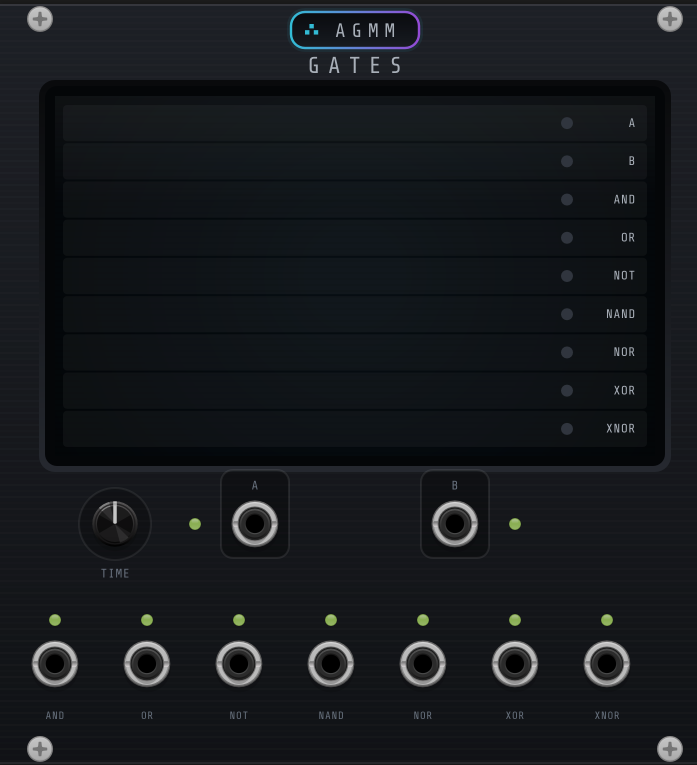 AGMM
GATES
A
B
AND
OR
NOT
NAND
NOR
XOR
XNOR
A
B
TIME
AND OR NOT NAND NOR XOR XNOR